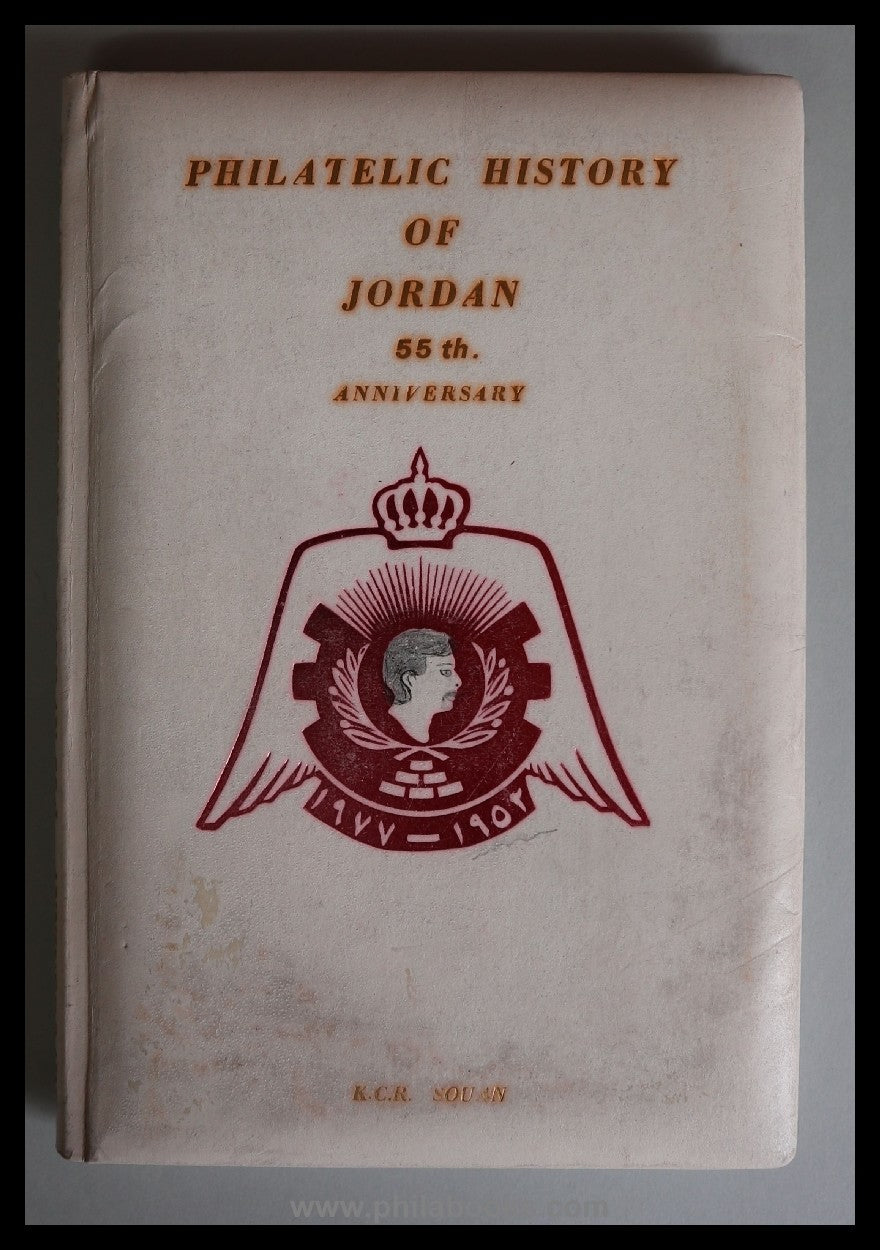 PHILATELIC HISTORY
OF
JORDAN
55 th.
ANNIVERSARY
١٩٧٧ — ١٩٥٢
K.C.R. SOUAN